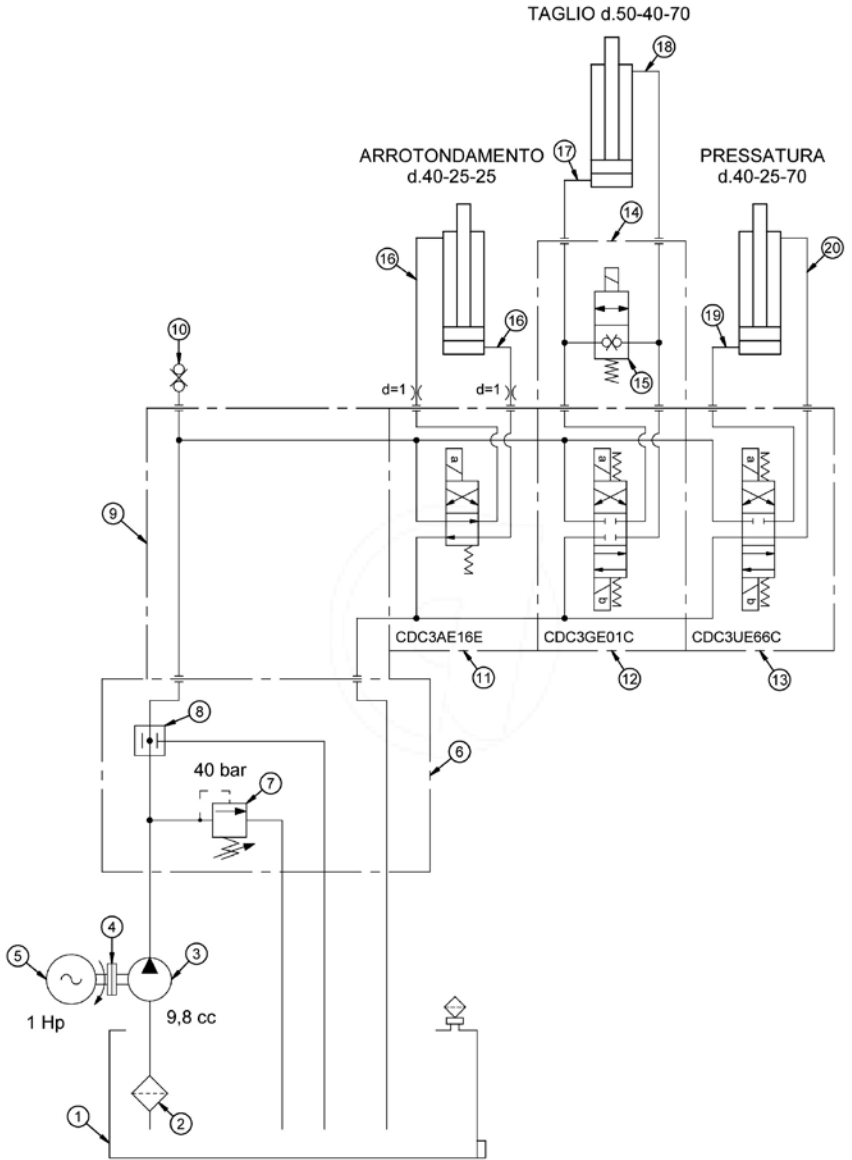 TAGLIO d.50-40-70
18
17
ARROTONDAMENTO
d.40-25-25
PRESSATURA
d.40-25-70
14
16
20
16
19
10
15
d=1
d=1
a
a
a
9
b
b
CDC3AE16E
CDC3GE01C
CDC3UE66C
11
12
13
8
6
40 bar
7
4
5
3
1 Hp
9,8 cc
1
2